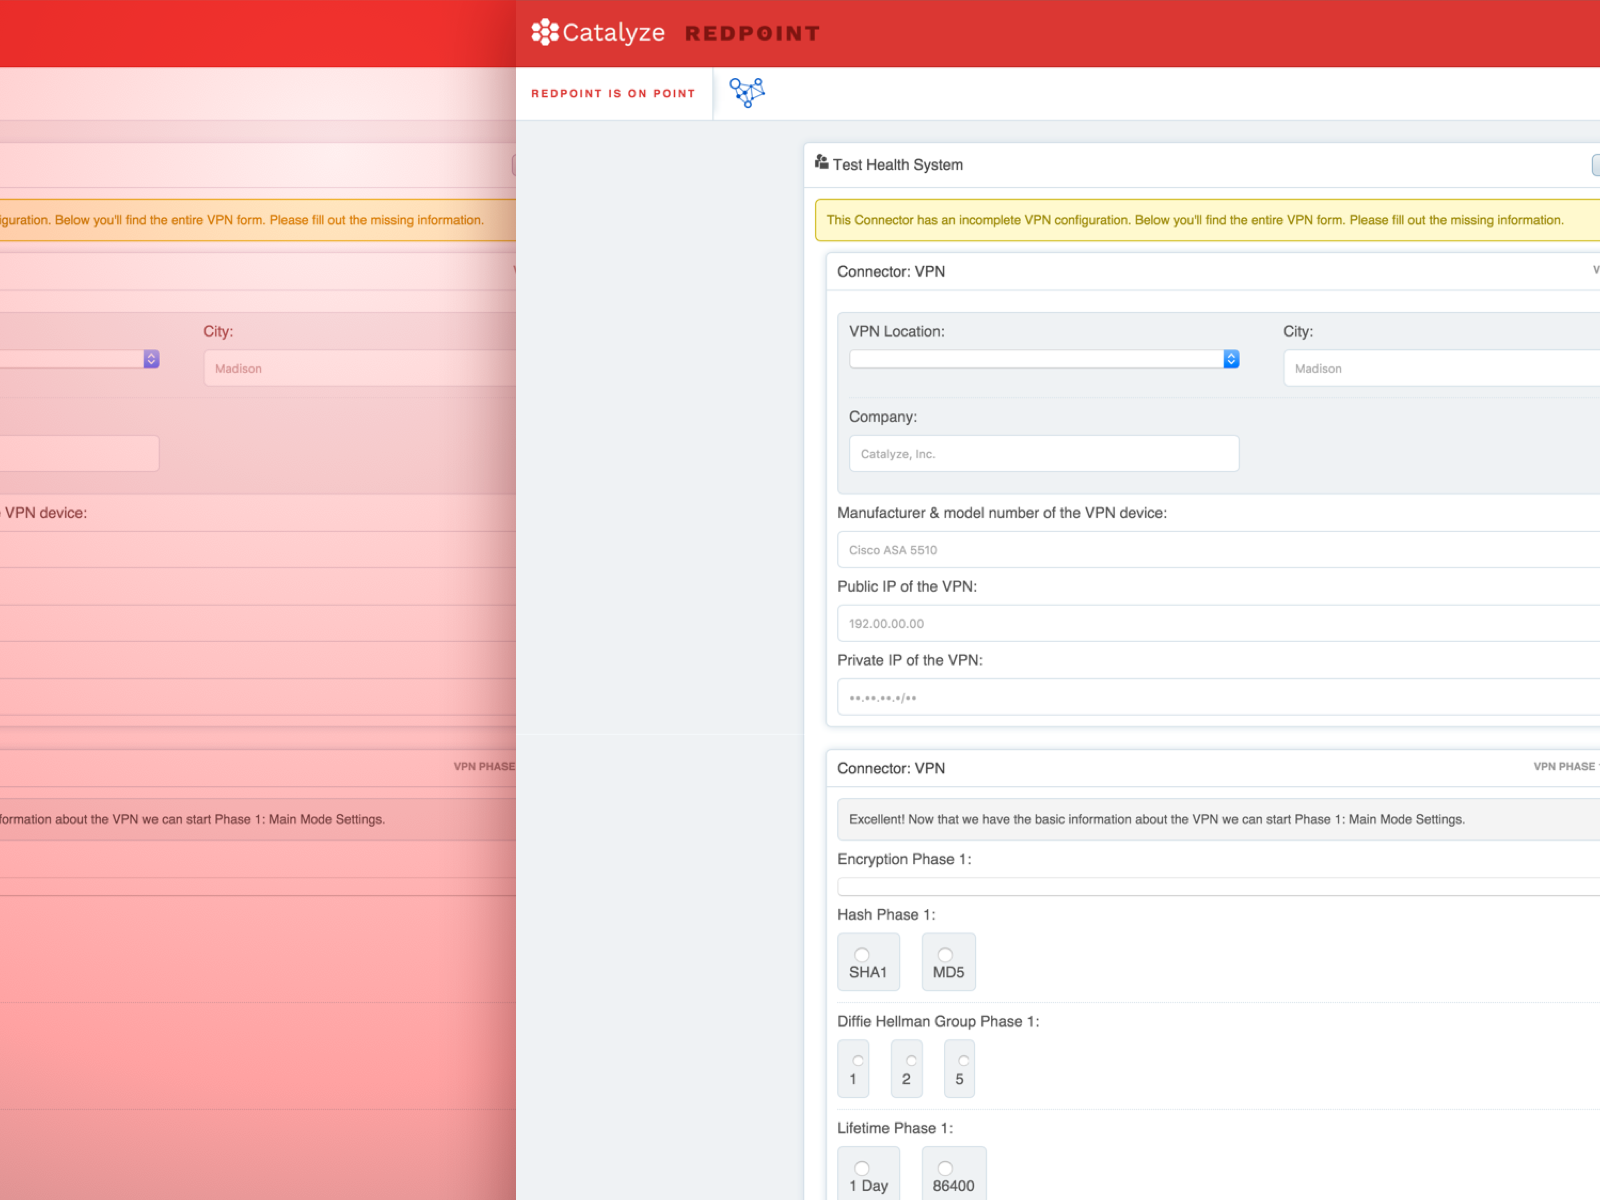 Catalyze REDPOINT
REDPOINT IS ON POINT
Test Health System
iguration. Below you'll find the entire VPN form. Please fill out the missing information.
This Connector has an incomplete VPN configuration. Below you'll find the entire VPN form. Please fill out the missing information.
Connector: VPN
City:
VPN Location:
City:
Madison
Madison
Company:
Catalyze, Inc.
VPN device:
Manufacturer & model number of the VPN device:
Cisco ASA 5510
Public IP of the VPN:
192.00.00.00
Private IP of the VPN:
••.••.••.•/••
VPN PHASE
Connector: VPN
VPN PHASE
formation about the VPN we can start Phase 1: Main Mode Settings.
Excellent! Now that we have the basic information about the VPN we can start Phase 1: Main Mode Settings.
Encryption Phase 1:
Hash Phase 1:
SHA1 MD5
Diffie Hellman Group Phase 1:
1 2 5
Lifetime Phase 1:
1 Day 86400